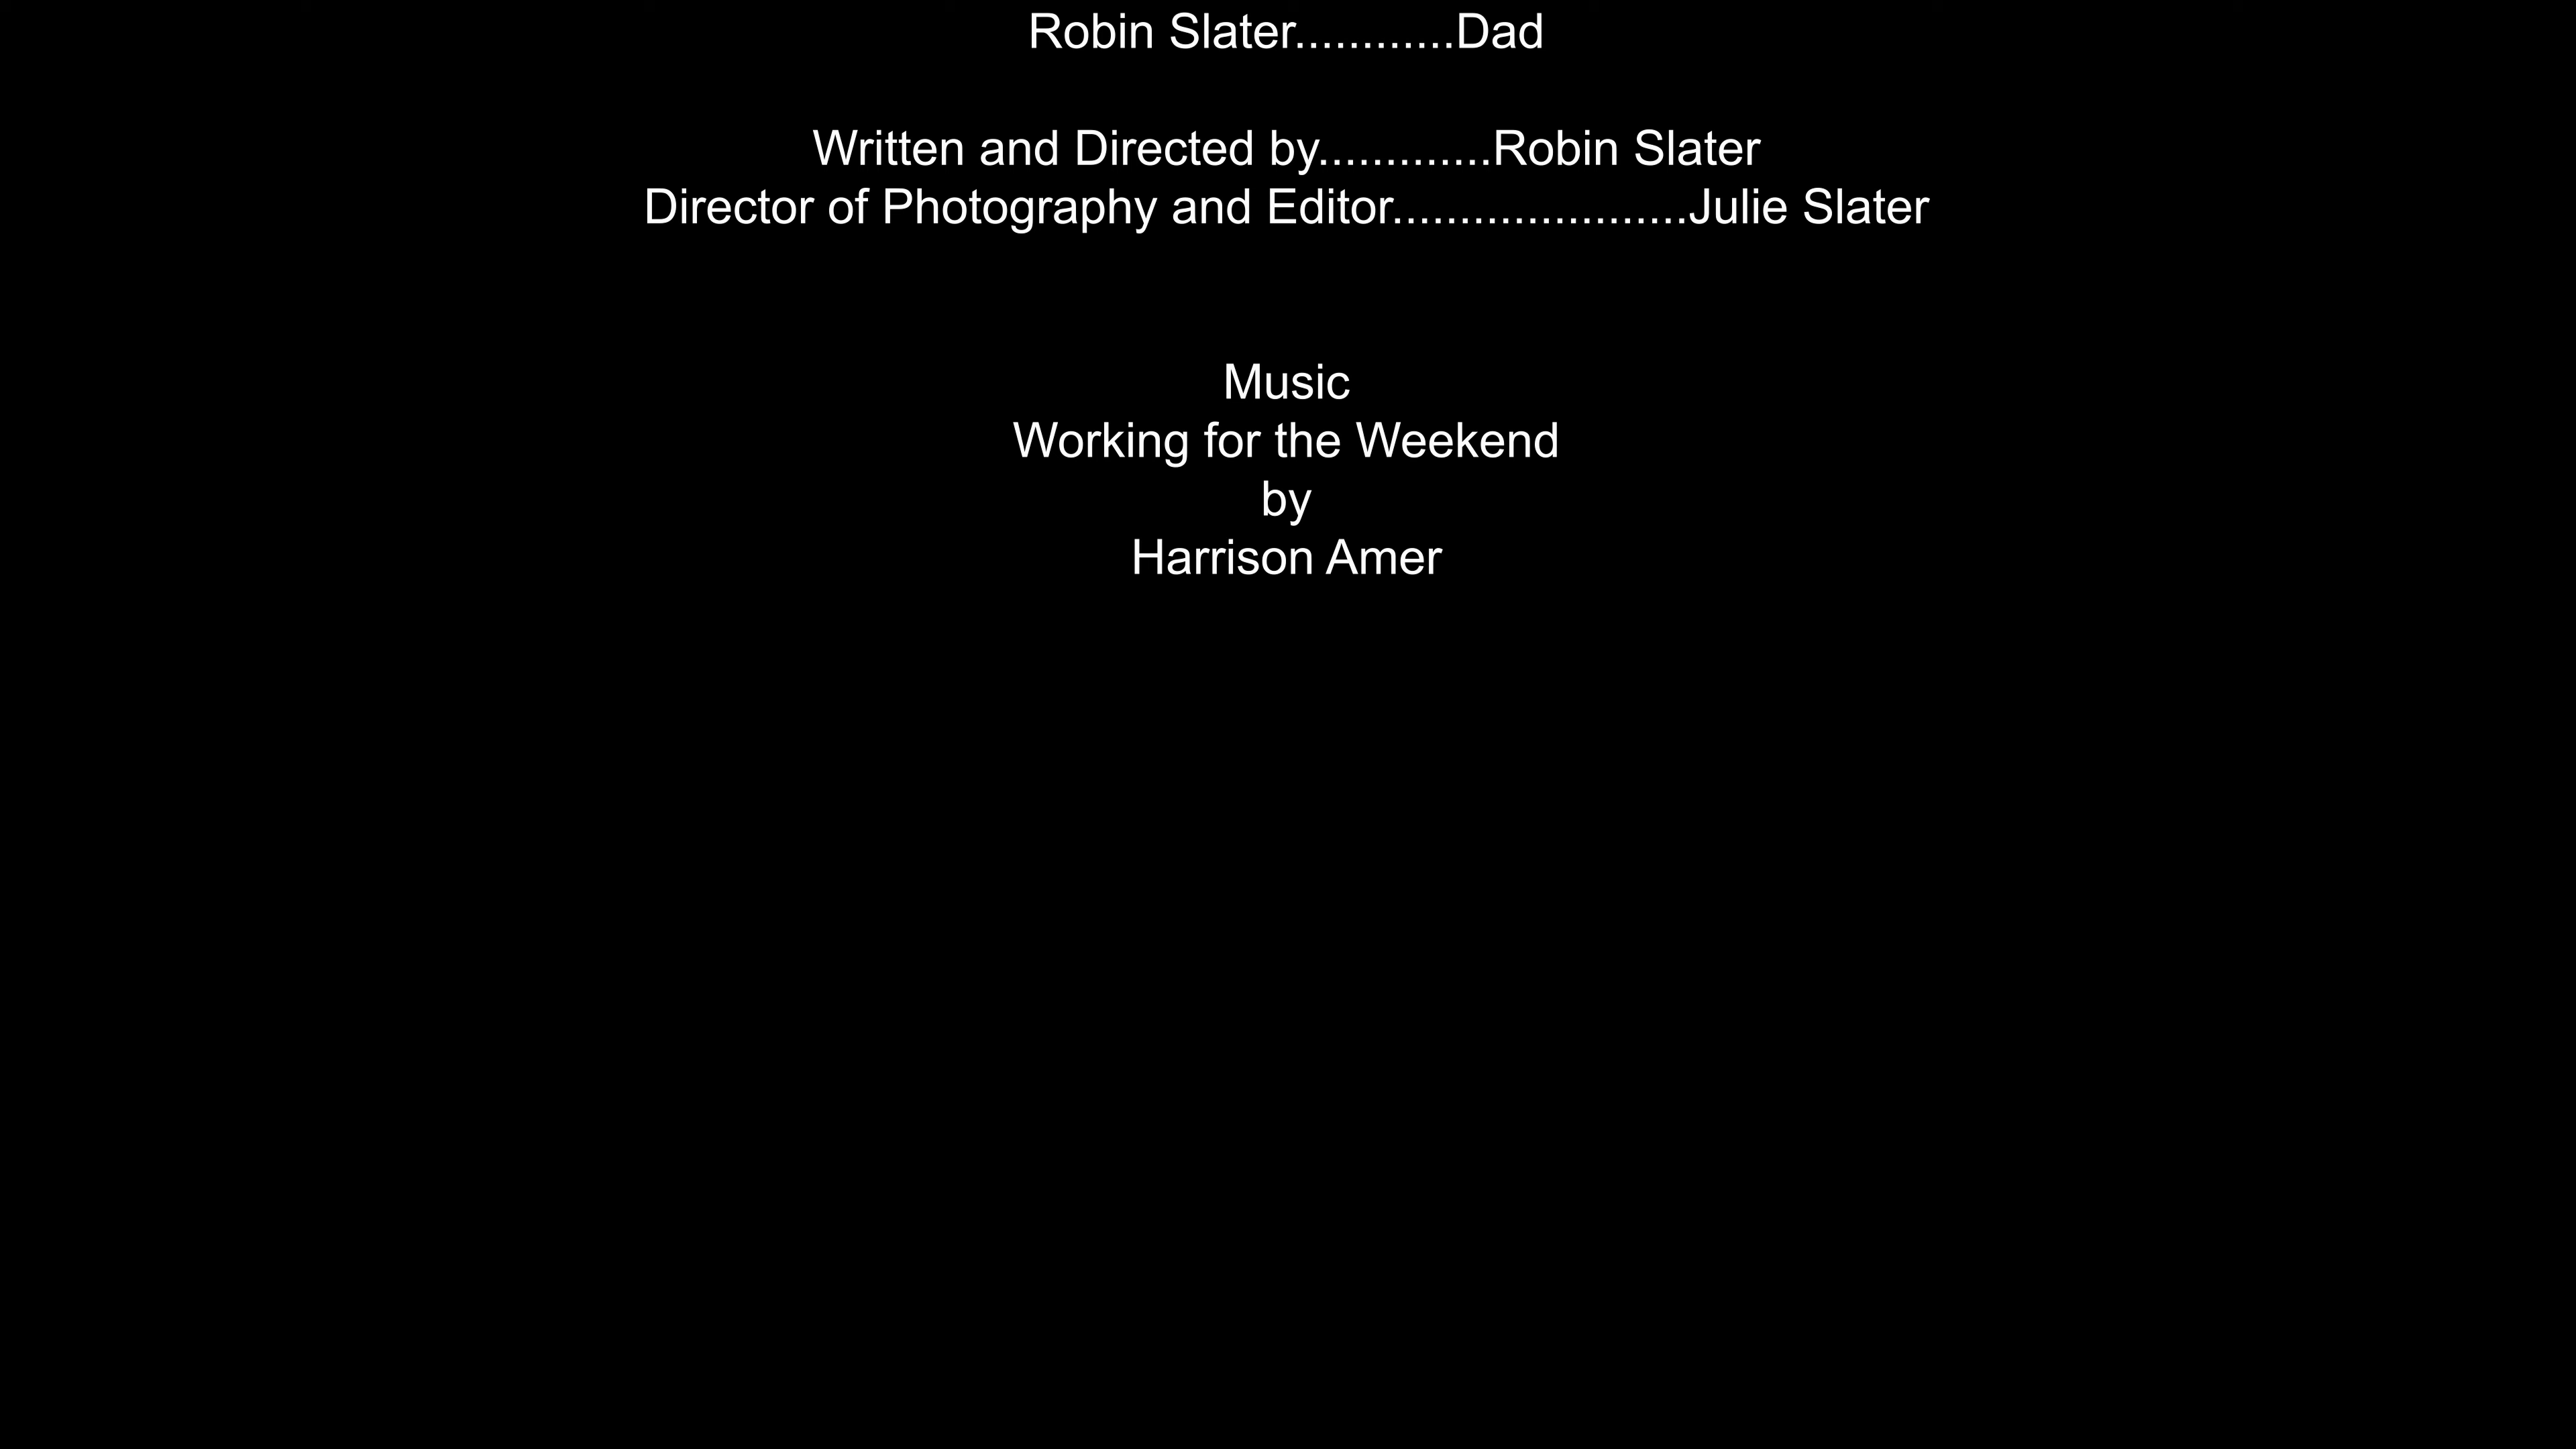 Robin Slater............Dad
Written and Directed by.............Robin Slater
Director of Photography and Editor......................Julie Slater
Music
Working for the Weekend
by
Harrison Amer